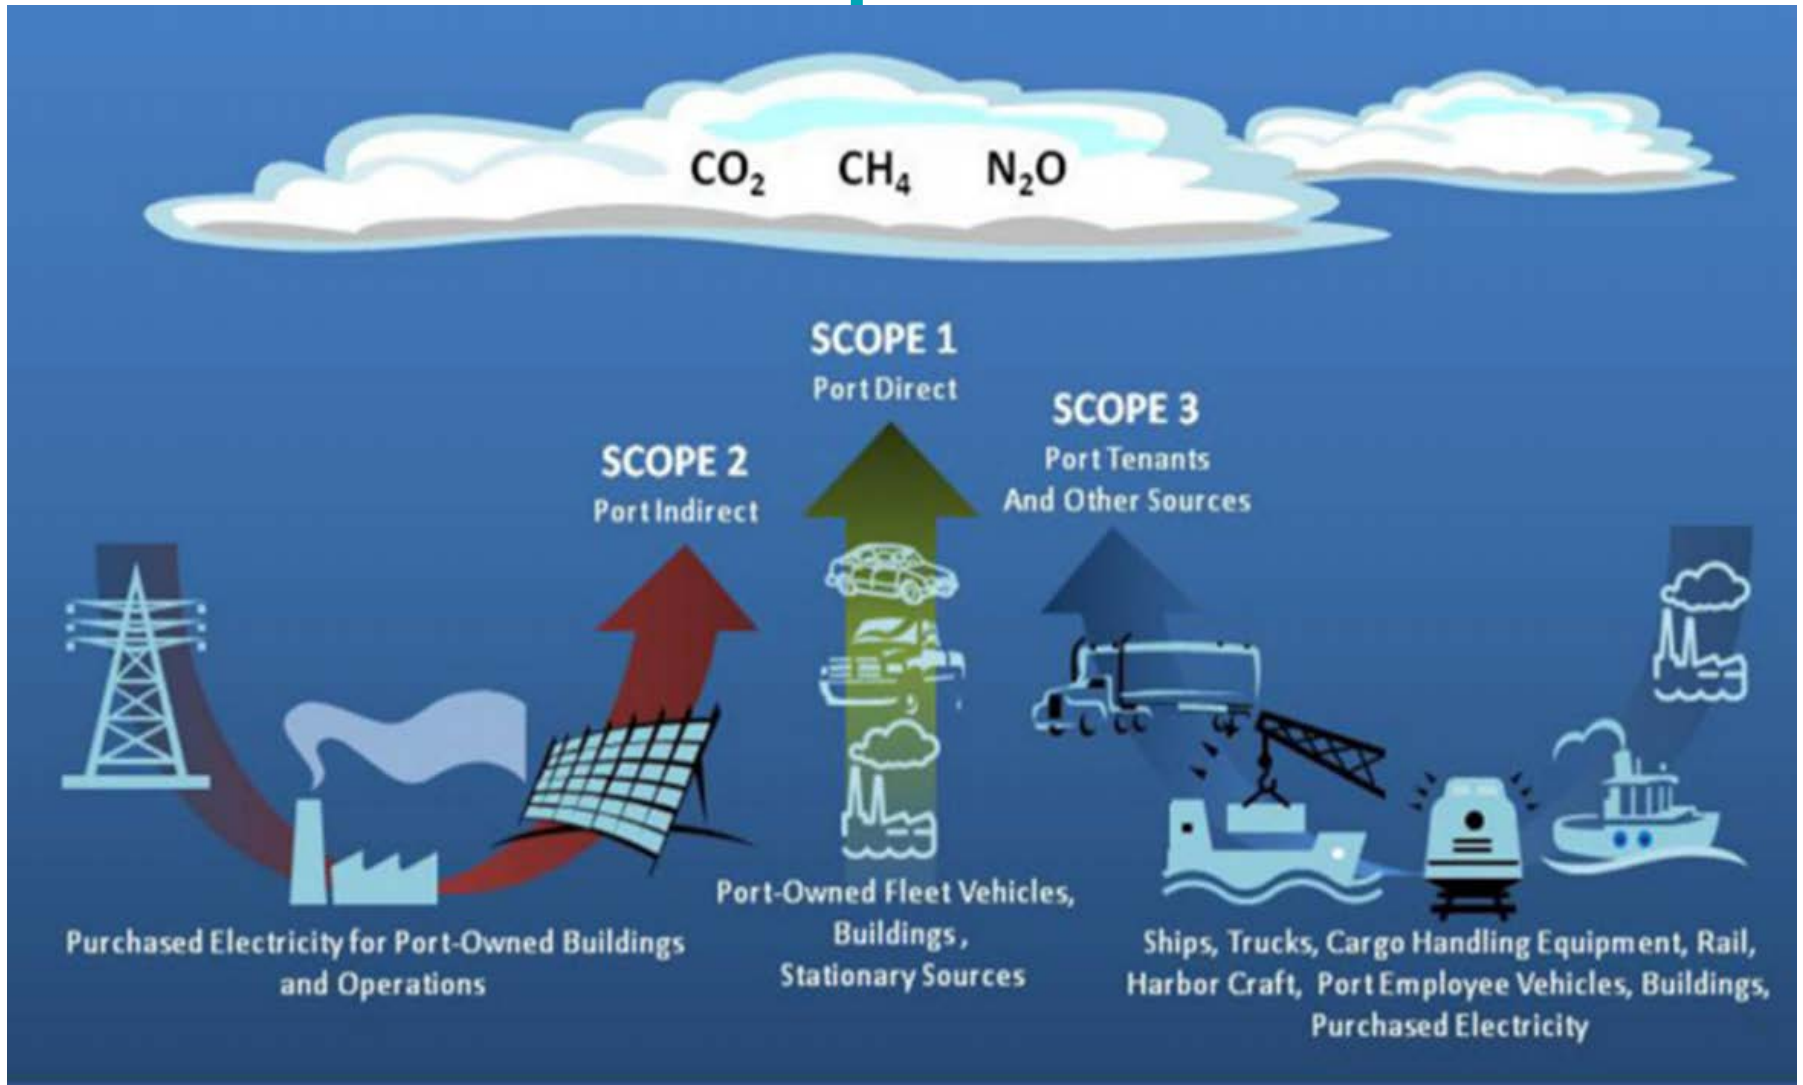 CO₂ CH₄ N₂O
SCOPE 1
Port Direct
SCOPE 2
Port Indirect
SCOPE 3
Port Tenants
And Other Sources
Purchased Electricity for Port-Owned Buildings
and Operations
Port-Owned Fleet Vehicles,
Buildings,
Stationary Sources
Ships, Trucks, Cargo Handling Equipment, Rail,
Harbor Craft, Port Employee Vehicles, Buildings,
Purchased Electricity